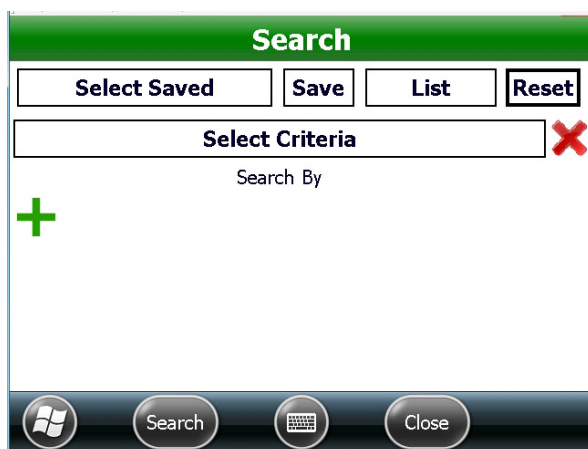 Search
Select Saved Save List Reset
Select Criteria
Search By
Search Close